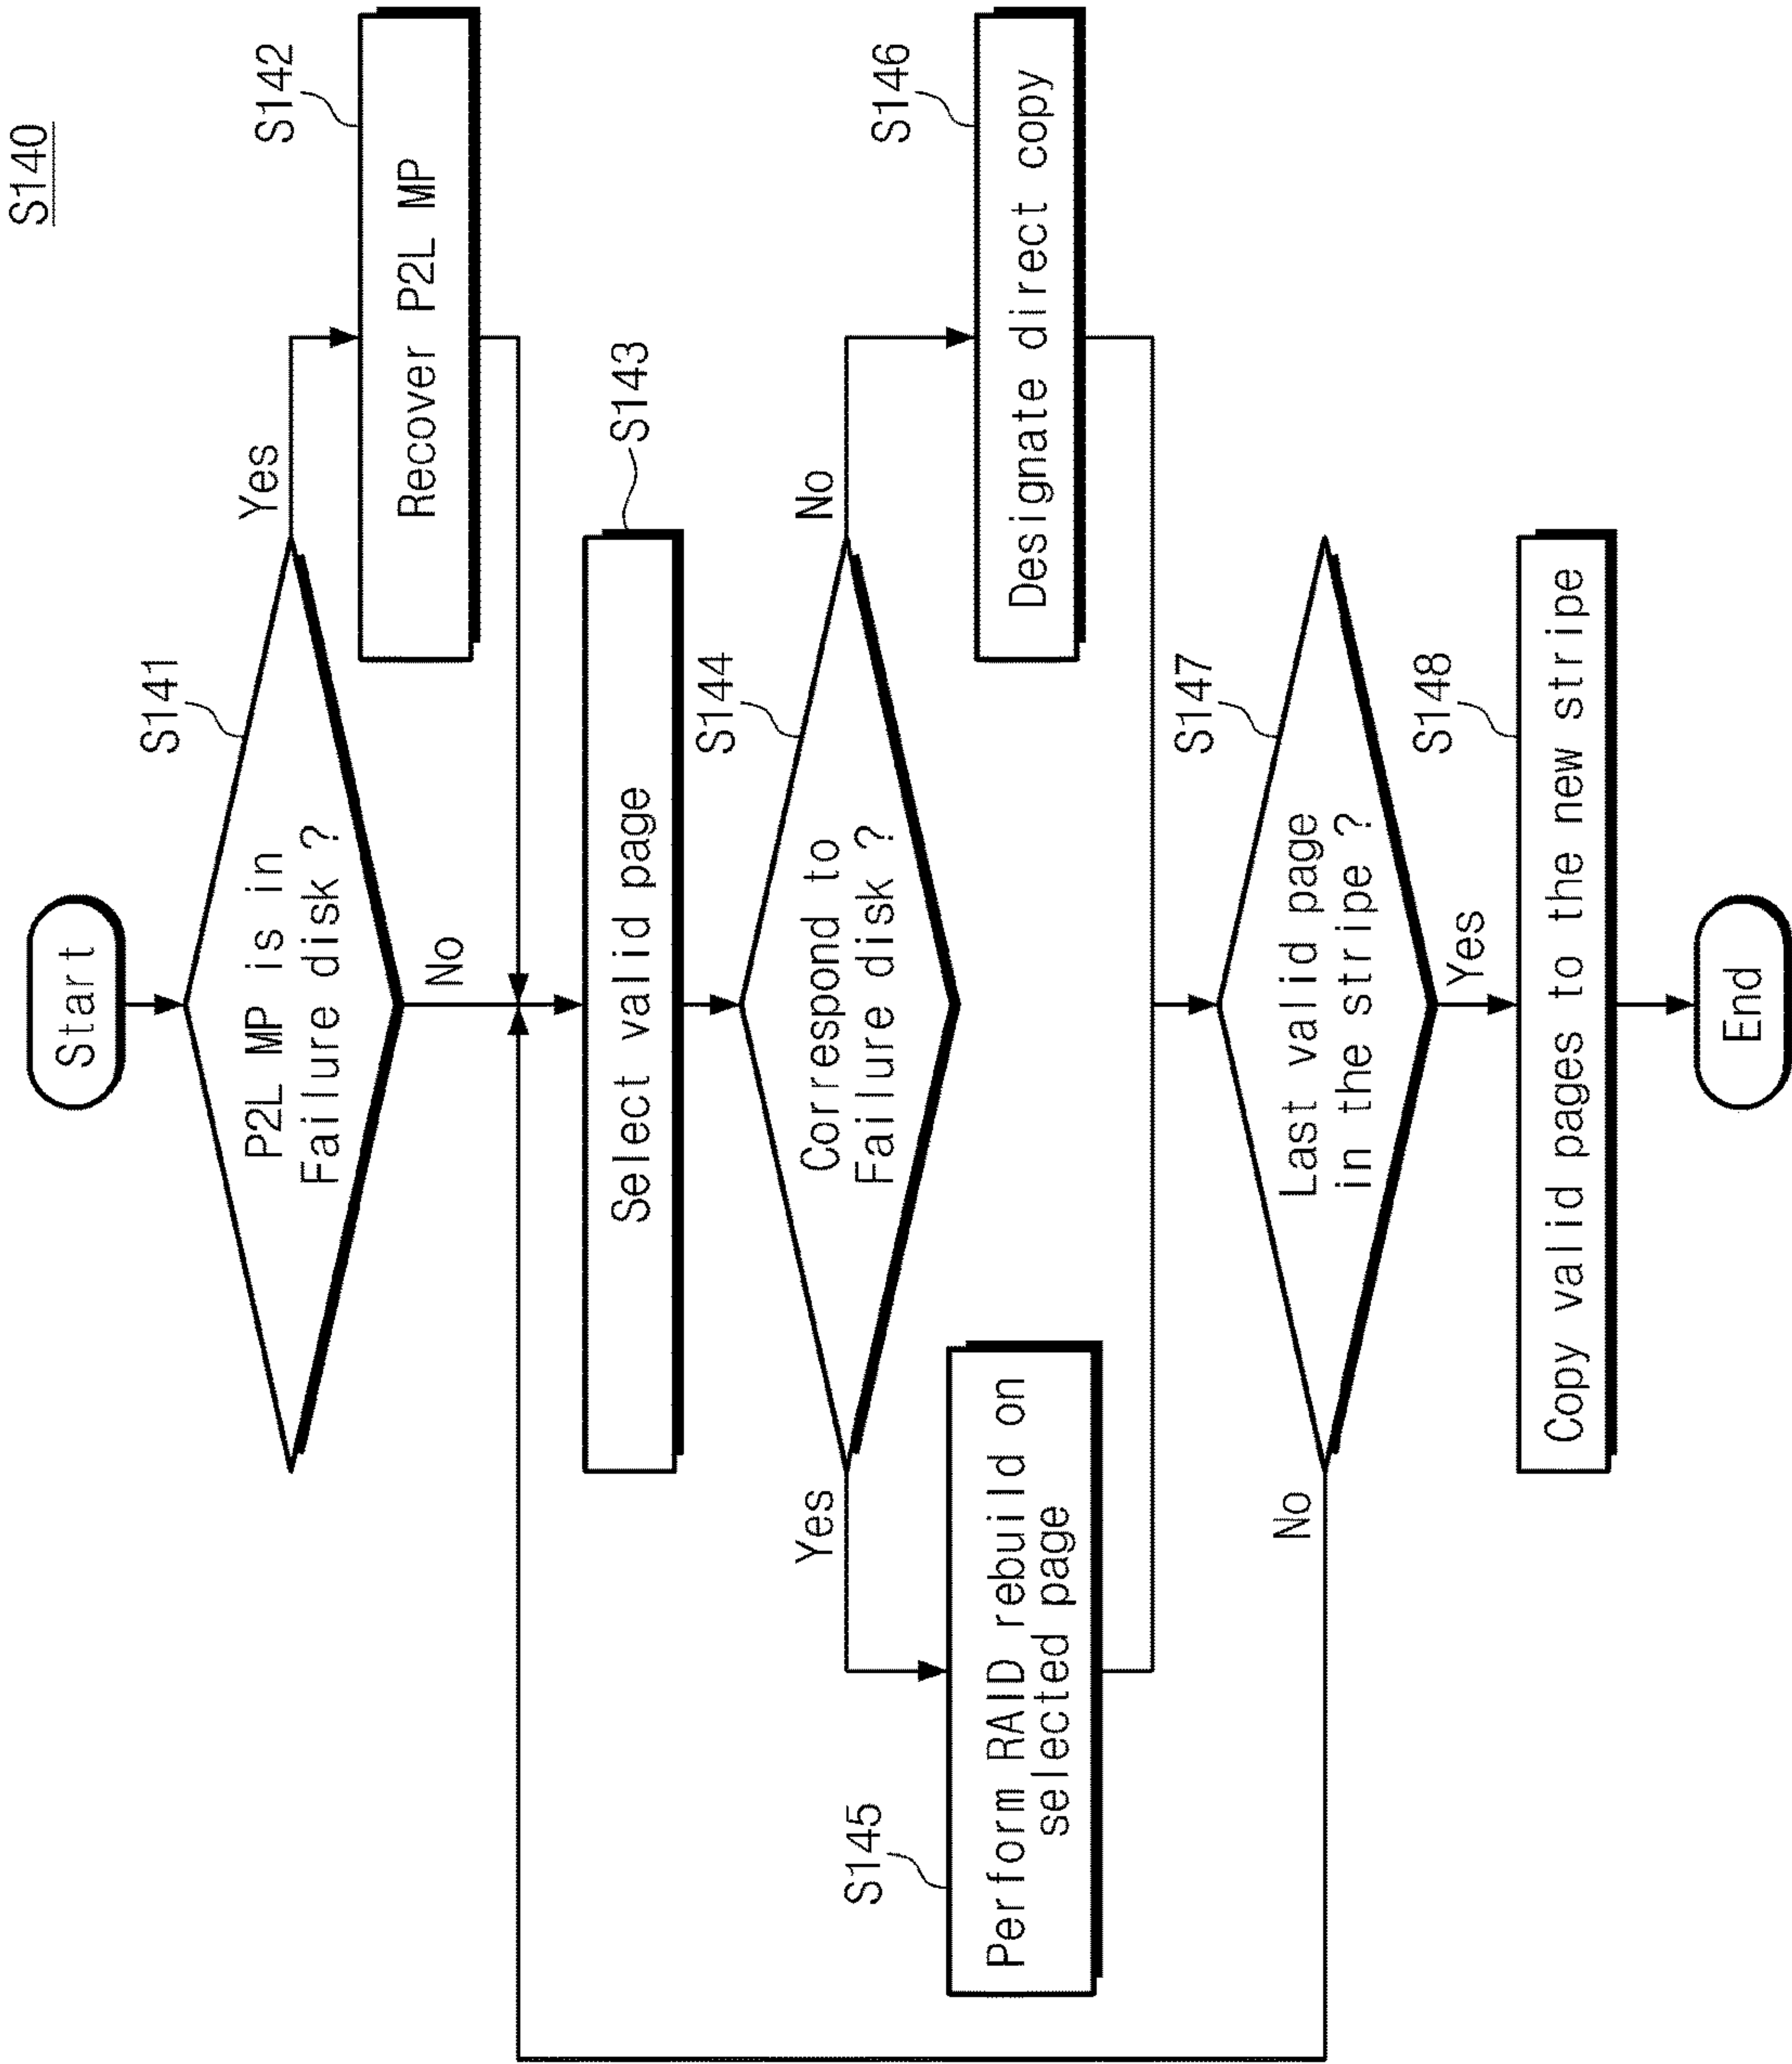 S140
Start
S141
P2L MP is in
Failure disk ?
Yes
S142
Recover P2L MP
No
S143
Select valid page
S144
Correspond to
Failure disk ?
Yes
No
S145
Perform RAID rebuild on
selected page
S146
Designate direct copy
S147
Last valid page
in the stripe ?
No
Yes
S148
Copy valid pages to the new stripe
End